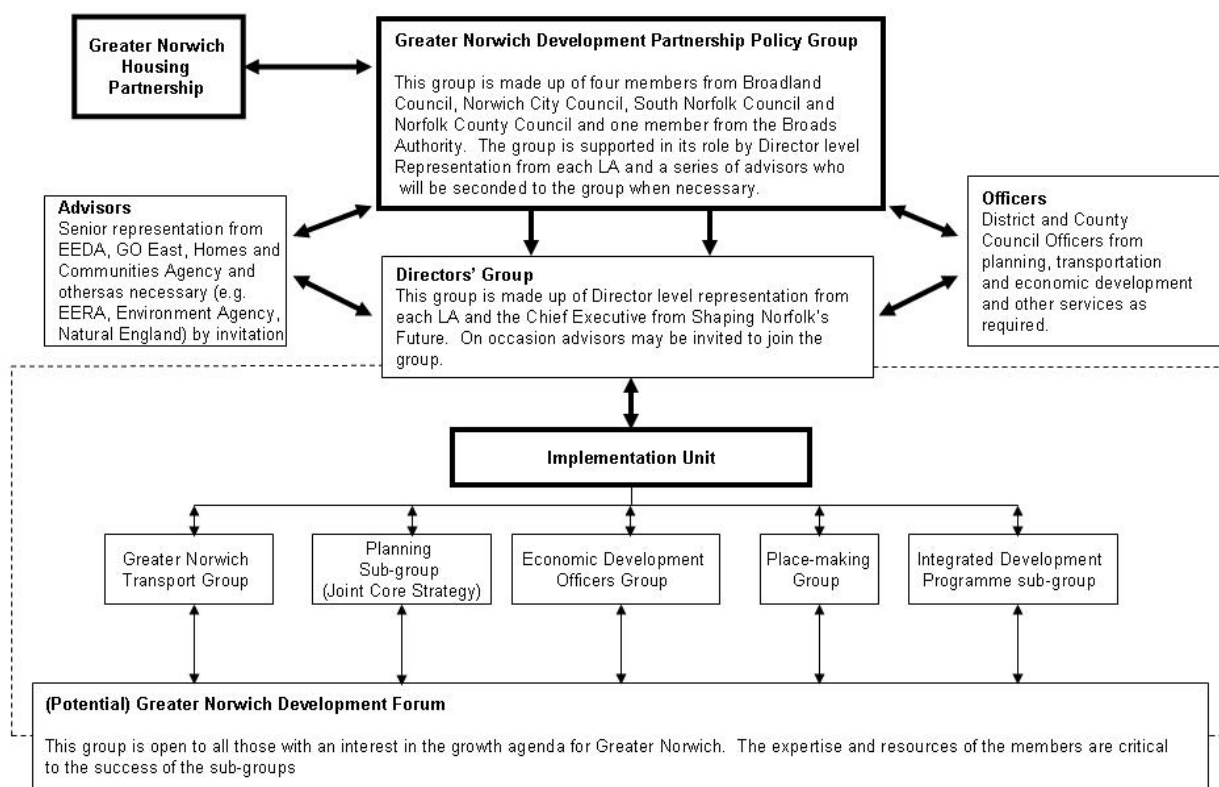 Greater Norwich
Housing
Partnership
Greater Norwich Development Partnership Policy Group
This group is made up of four members from Broadland
Council, Norwich City Council, South Norfolk Council and
Norfolk County Council and one member from the Broads
Authority.  The group is supported in its role by Director level
Representation from each LA and a series of advisors who
will be seconded to the group when necessary.
Advisors
Senior representation from
EEDA, GO East, Homes and
Communities Agency and
othersas necessary (e.g.
EERA, Environment Agency,
Natural England) by invitation
Directors' Group
This group is made up of Director level representation from
each LA and the Chief Executive from Shaping Norfolk's
Future.  On occasion advisors may be invited to join the
group.
Officers
District and County
Council Officers from
planning, transportation
and economic development
and other services as
required.
Implementation Unit
Greater Norwich
Transport Group
Planning
Sub-group
(Joint Core Strategy)
Economic Development
Officers Group
Place-making
Group
Integrated Development
Programme sub-group
(Potential) Greater Norwich Development Forum
This group is open to all those with an interest in the growth agenda for Greater Norwich.  The expertise and resources of the members are critical
to the success of the sub-groups